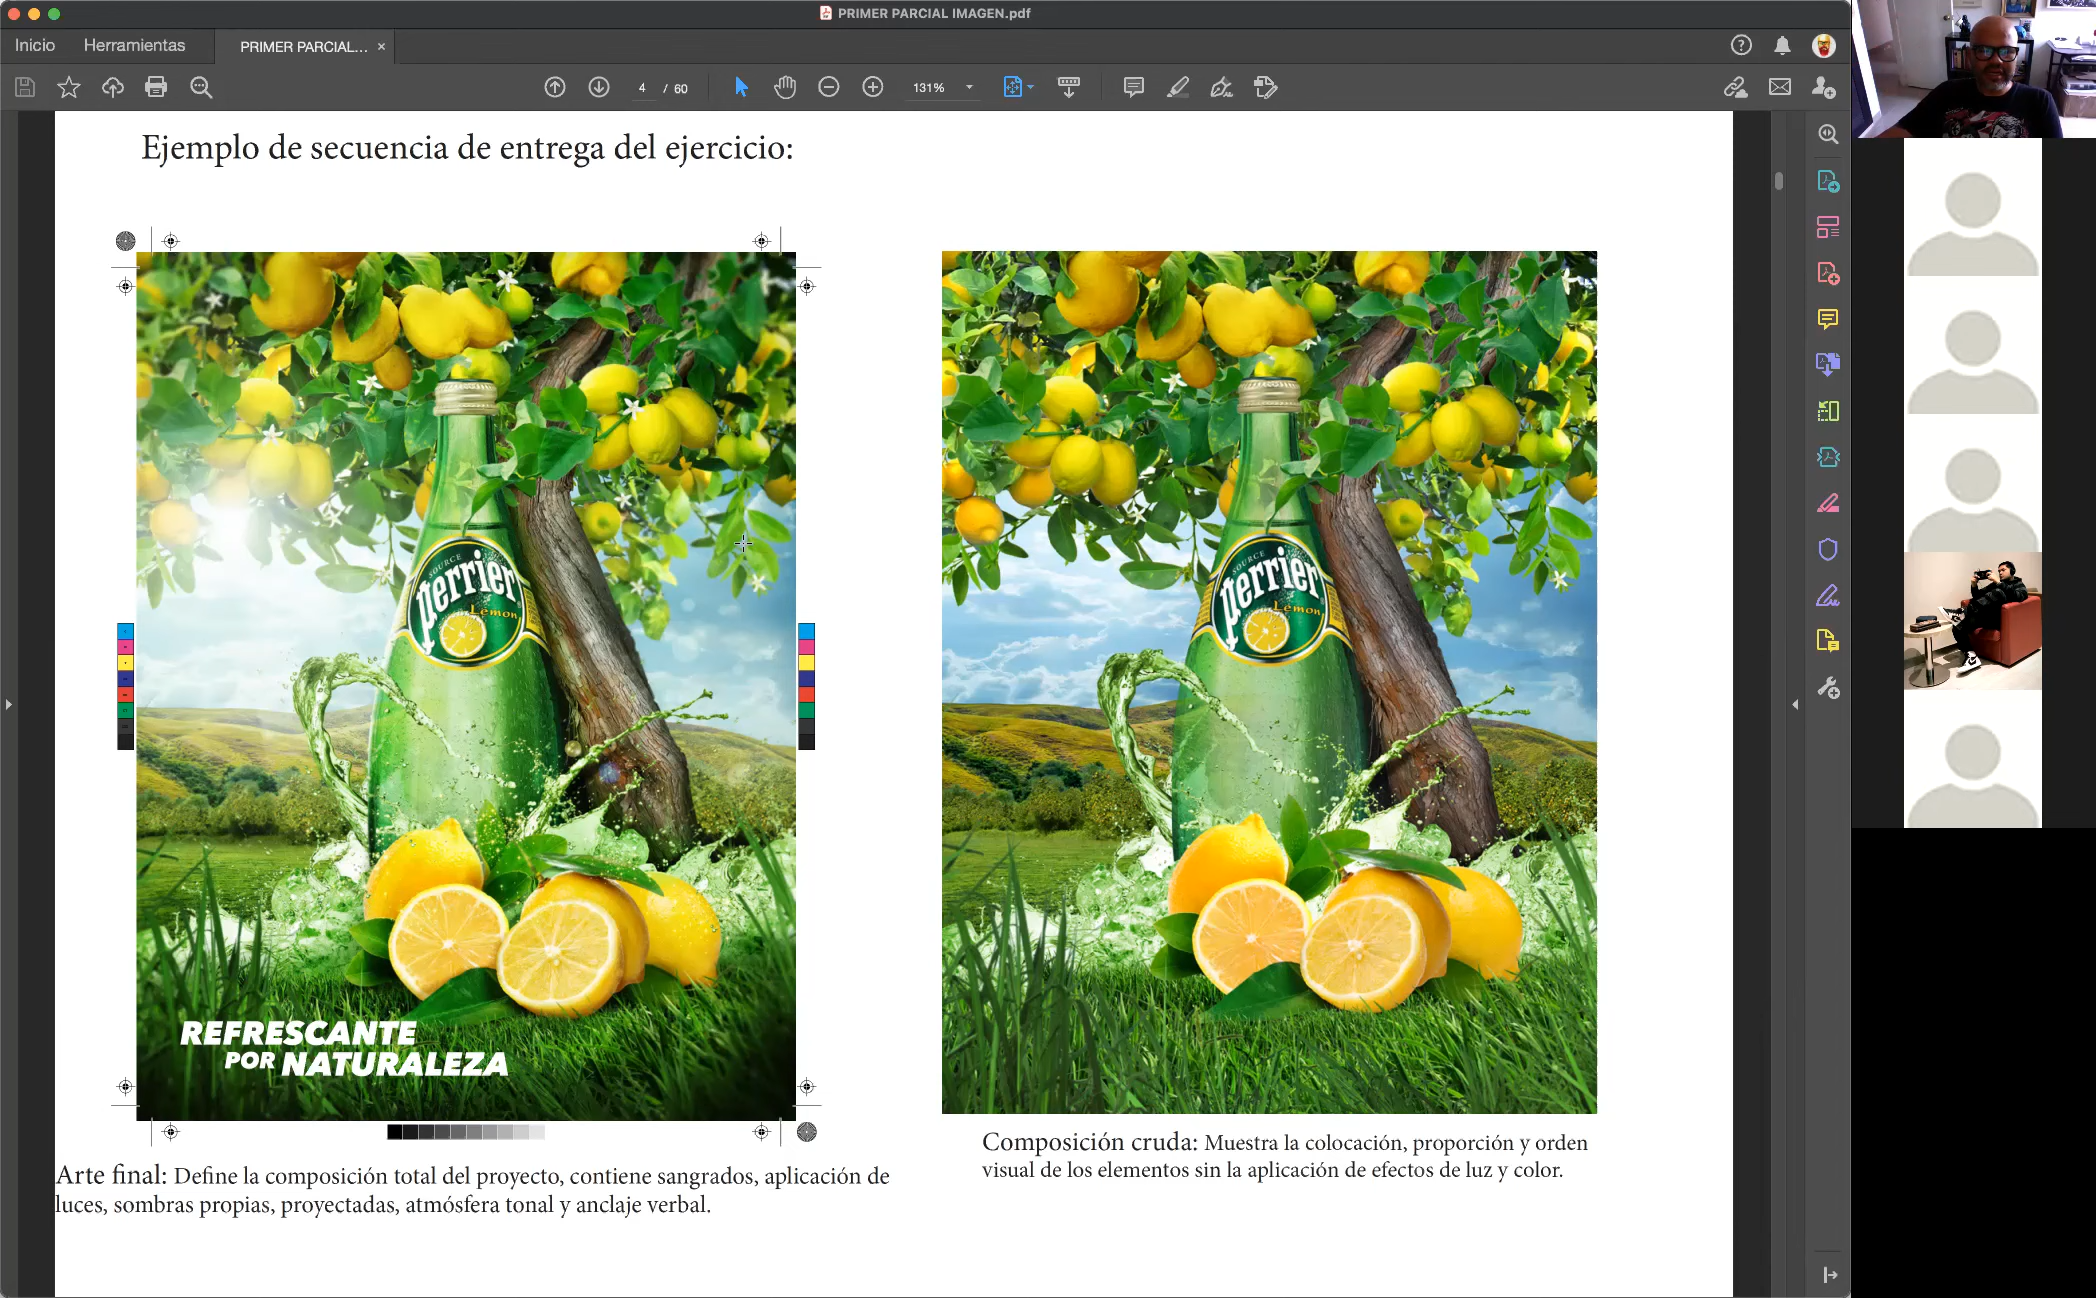 PRIMER PARCIAL IMAGEN.pdf
Inicio
Herramientas
PRIMER PARCIAL... ×
4 / 60
131%
Ejemplo de secuencia de entrega del ejercicio:
SOURCE
perrier
Lemon
REFRESCANTE
POR NATURALEZA
Arte final: Define la composición total del proyecto, contiene sangrados, aplicación de
luces, sombras propias, proyectadas, atmósfera tonal y anclaje verbal.
SOURCE
perrier
Lemon
Composición cruda: Muestra la colocación, proporción y orden
visual de los elementos sin la aplicación de efectos de luz y color.